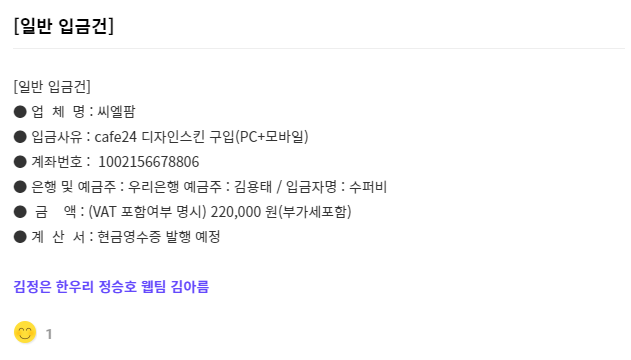 [일반 입금건]
[일반 입금건]
● 업 체 명 : 씨엘팜
● 입금사유 : cafe24 디자인스킨 구입(PC+모바일)
● 계좌번호 : 1002156678806
● 은행 및 예금주 : 우리은행 예금주 : 김용태 / 입금자명 : 수퍼비
● 금 액 : (VAT 포함여부 명시) 220,000 원(부가세포함)
● 계 산 서 : 현금영수증 발행 예정
김정은 한우리 정승호 웹팀 김아름
1